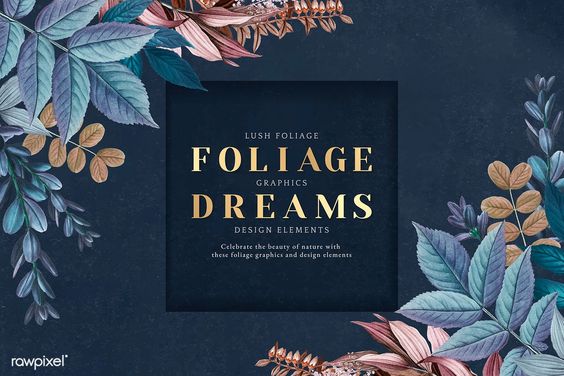 LUSH FOLIAGE
FOLIAGE
GRAPHICS
DREAMS
DESIGN ELEMENTS
Celebrate the beauty of nature with
these foliage graphics and design elements
rawpixel®